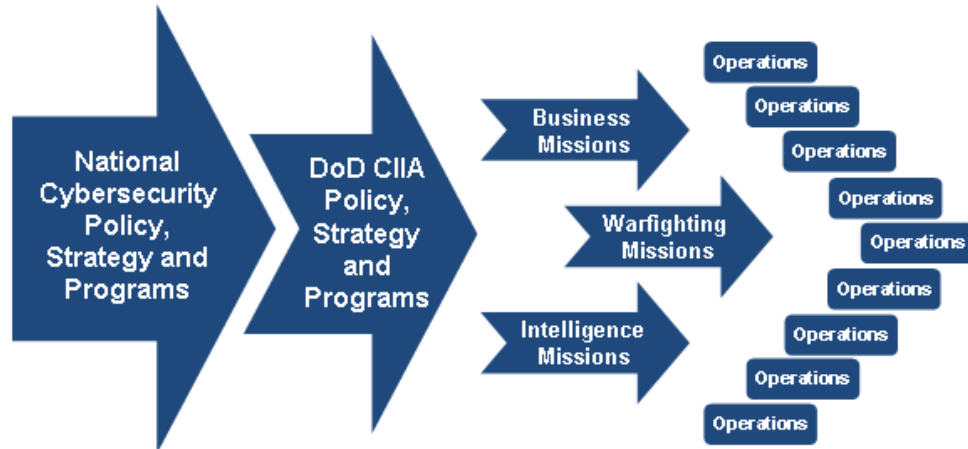 National
Cybersecurity
Policy,
Strategy and
Programs
DoD CIIA
Policy,
Strategy
and
Programs
Business
Missions
Warfighting
Missions
Intelligence
Missions
Operations
Operations
Operations
Operations
Operations
Operations
Operations
Operations
Operations